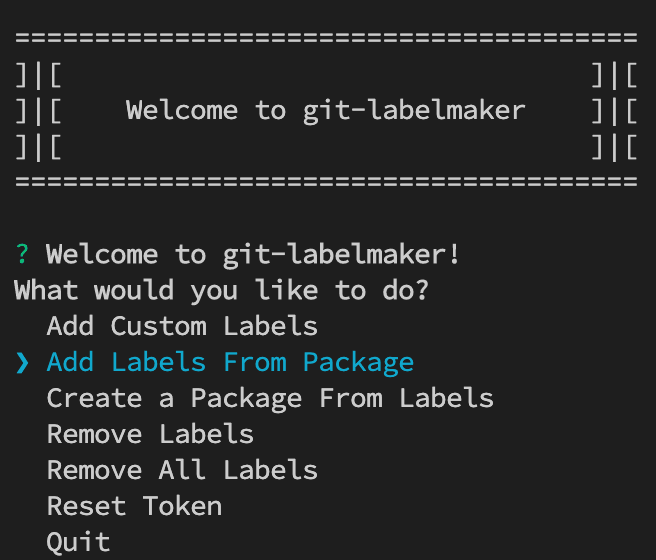 =======================================
]|[                                 ]|[
]|[    Welcome to git-labelmaker    ]|[
]|[                                 ]|[
=======================================
? Welcome to git-labelmaker!
What would you like to do?
  Add Custom Labels
❯ Add Labels From Package
  Create a Package From Labels
  Remove Labels
  Remove All Labels
  Reset Token
  Quit